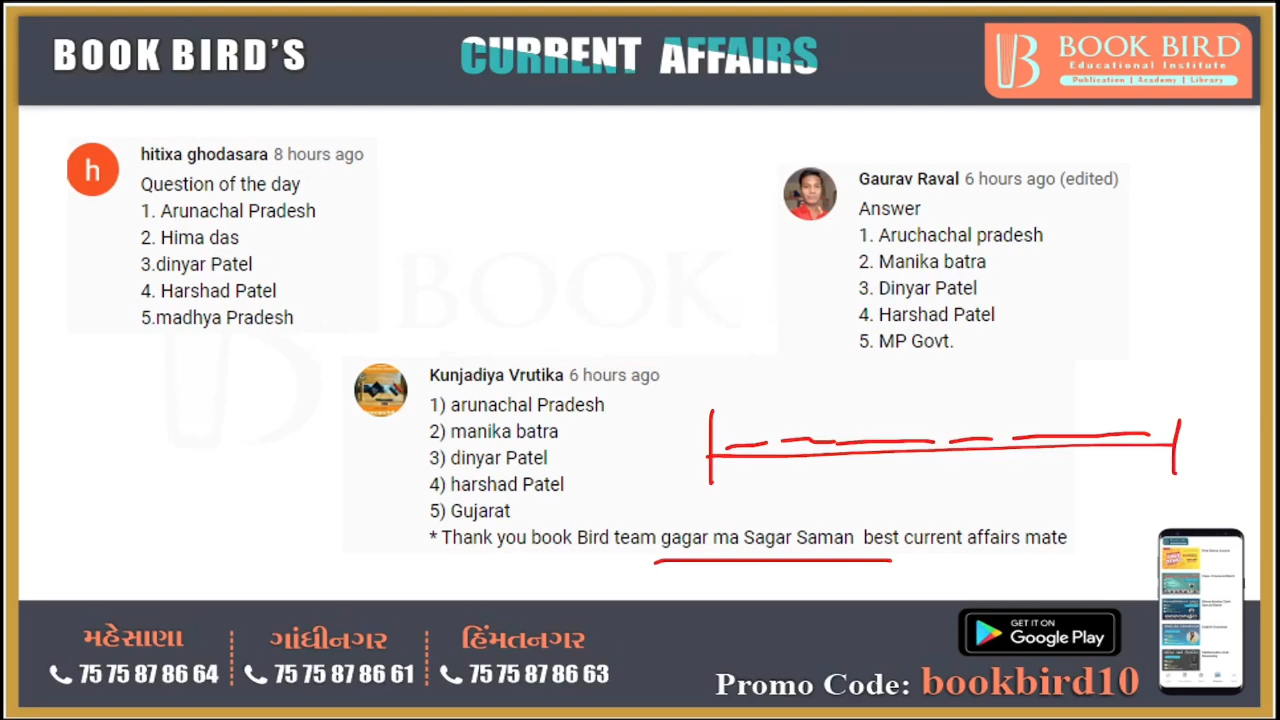 BOOK BIRD'S
CURRENT AFFAIRS
BOOK BIRD
Educational Institute
Publication | Academy | Library
h
hitixa ghodasara 8 hours ago
Question of the day
1. Arunachal Pradesh
2. Hima das
3.dinyar Patel
4. Harshad Patel
5.madhya Pradesh
Gaurav Raval 6 hours ago (edited)
Answer
1. Aruchachal pradesh
2. Manika batra
3. Dinyar Patel
4. Harshad Patel
5. MP Govt.
BOOK
Kunjadiya Vrutika 6 hours ago
1) arunachal Pradesh
2) manika batra
3) dinyar Patel
4) harshad Patel
5) Gujarat
* Thank you book Bird team gagar ma Sagar Saman best current affairs mate
મહેસાણા
75 75 87 86 64
ગાંધીનગર
75 75 87 86 61
હિંમતનગર
75 75 87 86 63
GET IT ON
Google Play
Promo Code: bookbird10